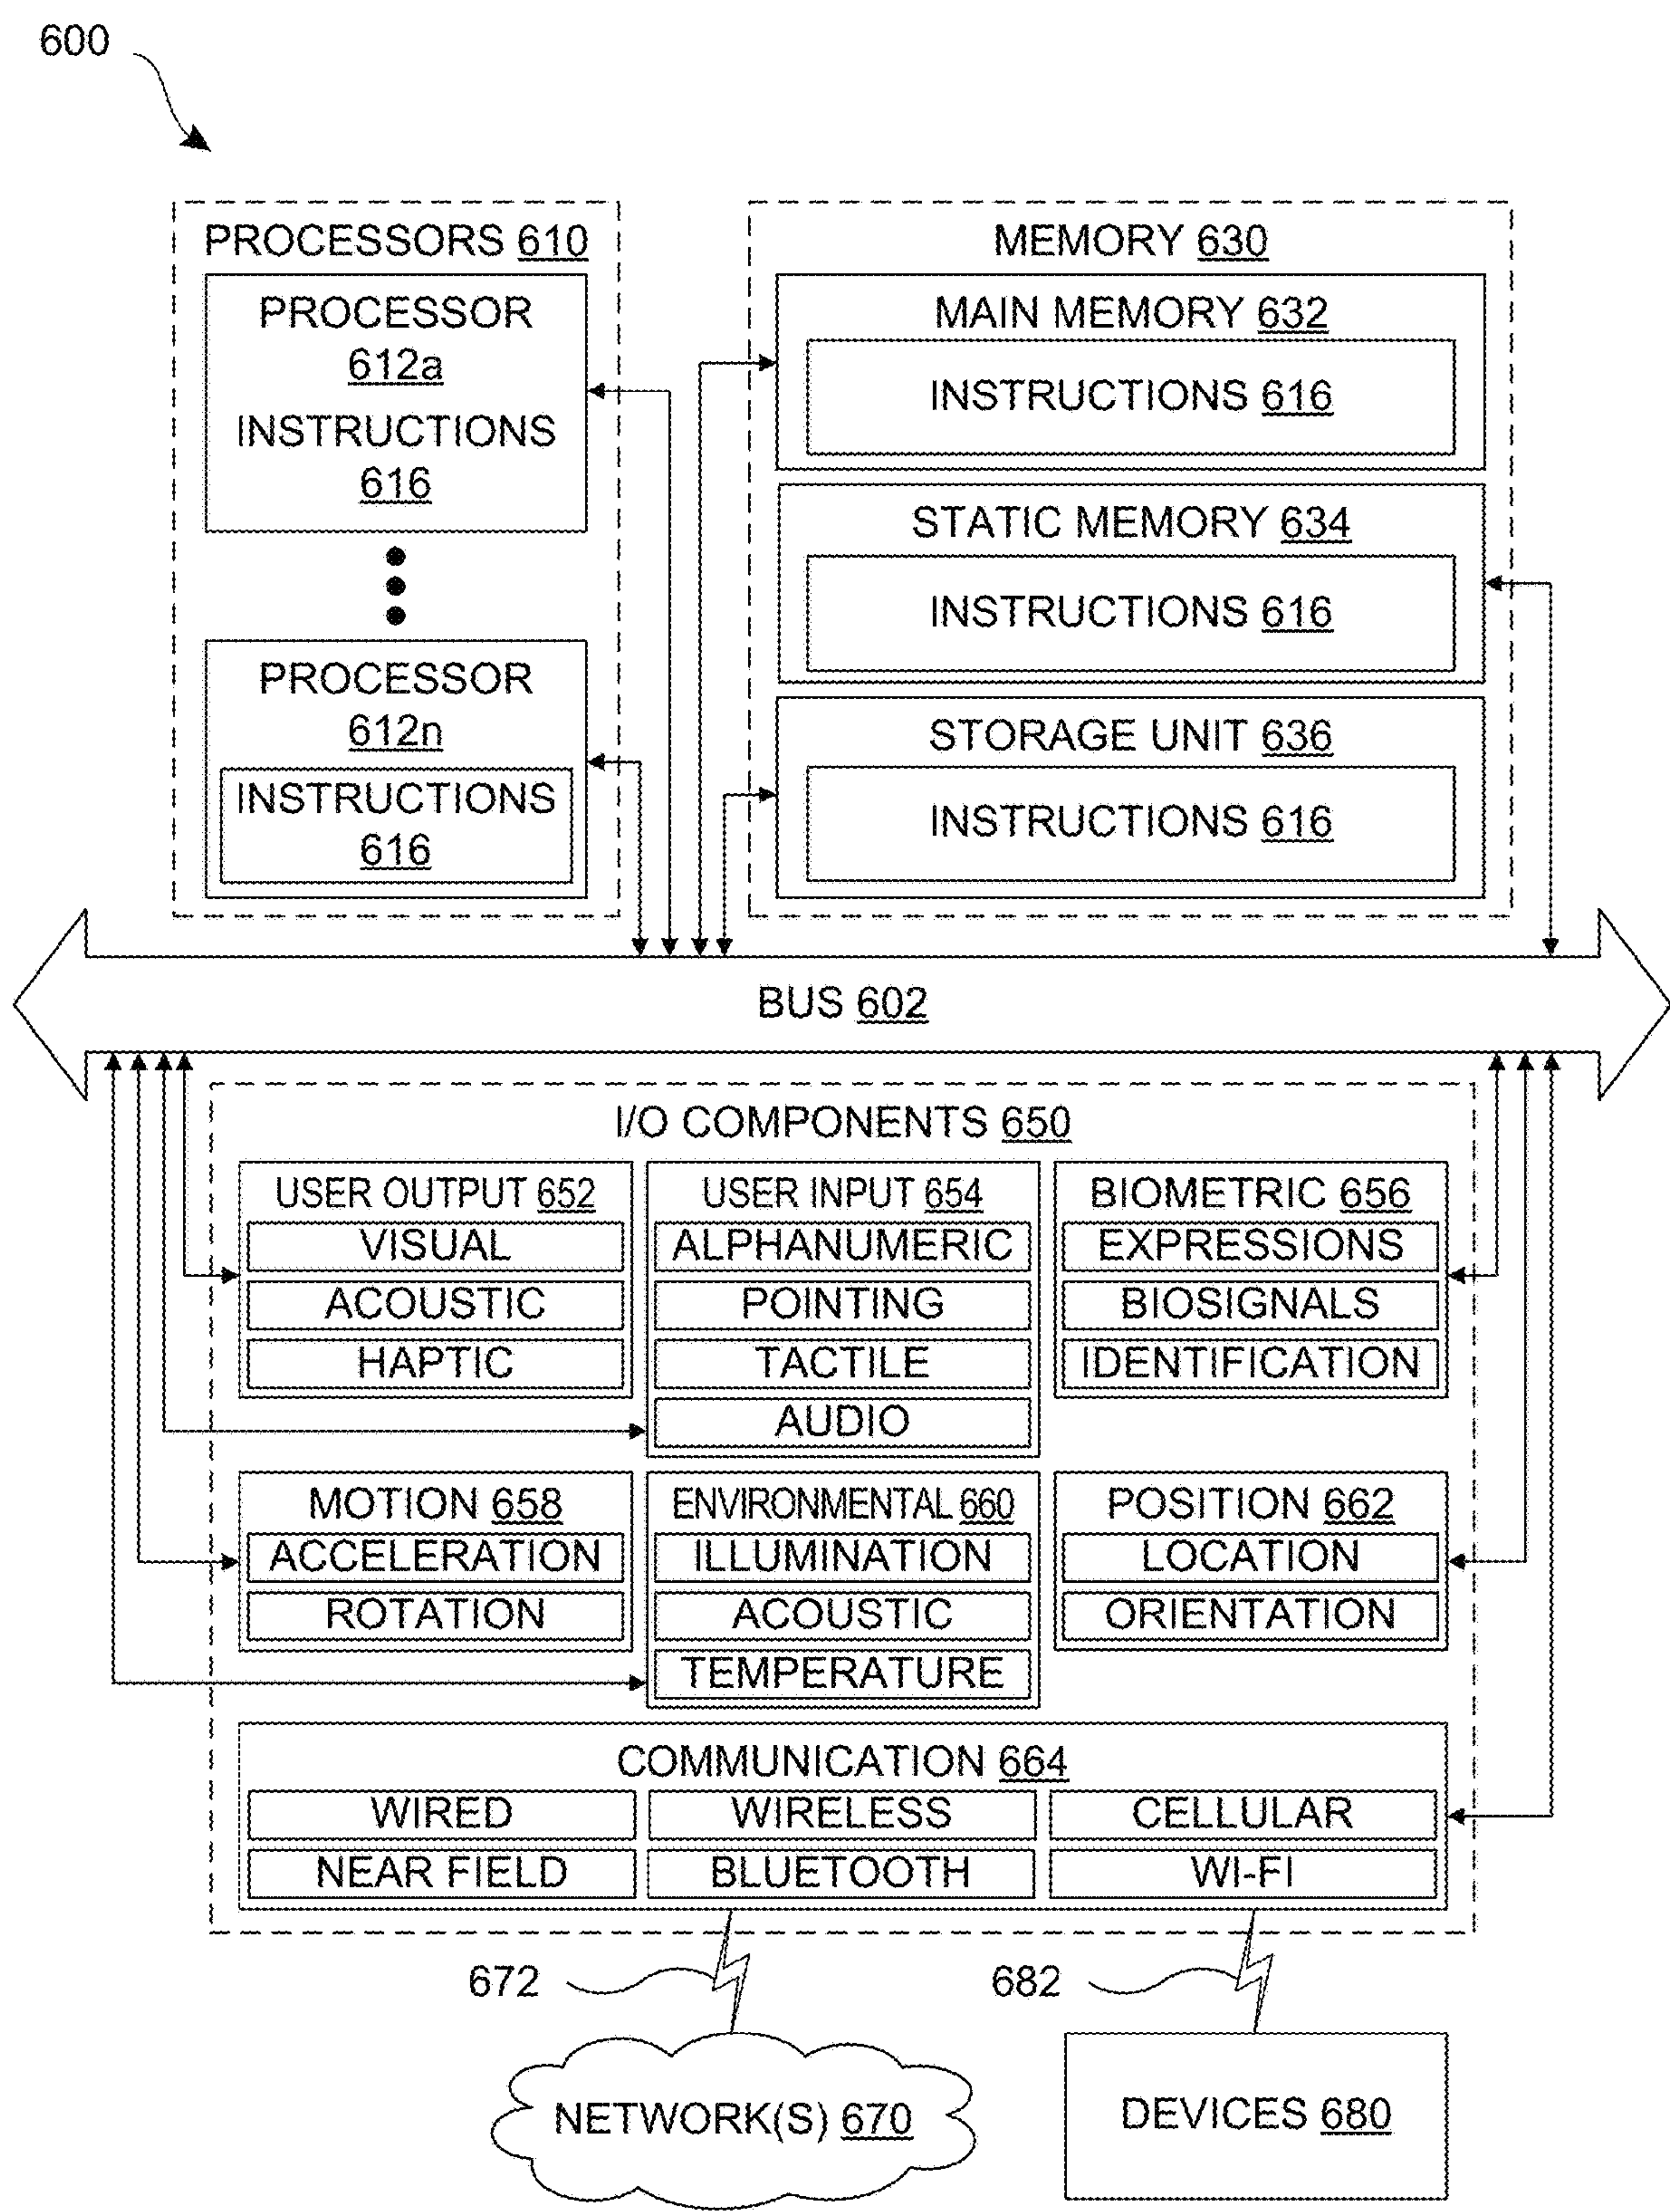 600
PROCESSORS 610
PROCESSOR
612a
INSTRUCTIONS
616
PROCESSOR
612n
INSTRUCTIONS
616
MEMORY 630
MAIN MEMORY 632
INSTRUCTIONS 616
STATIC MEMORY 634
INSTRUCTIONS 616
STORAGE UNIT 636
INSTRUCTIONS 616
BUS 602
I/O COMPONENTS 650
USER OUTPUT 652
VISUAL
ACOUSTIC
HAPTIC
USER INPUT 654
ALPHANUMERIC
POINTING
TACTILE
AUDIO
BIOMETRIC 656
EXPRESSIONS
BIOSIGNALS
IDENTIFICATION
MOTION 658
ACCELERATION
ROTATION
ENVIRONMENTAL 660
ILLUMINATION
ACOUSTIC
TEMPERATURE
POSITION 662
LOCATION
ORIENTATION
COMMUNICATION 664
WIRED
WIRELESS
CELLULAR
NEAR FIELD
BLUETOOTH
WI-FI
672
682
NETWORK(S) 670
DEVICES 680